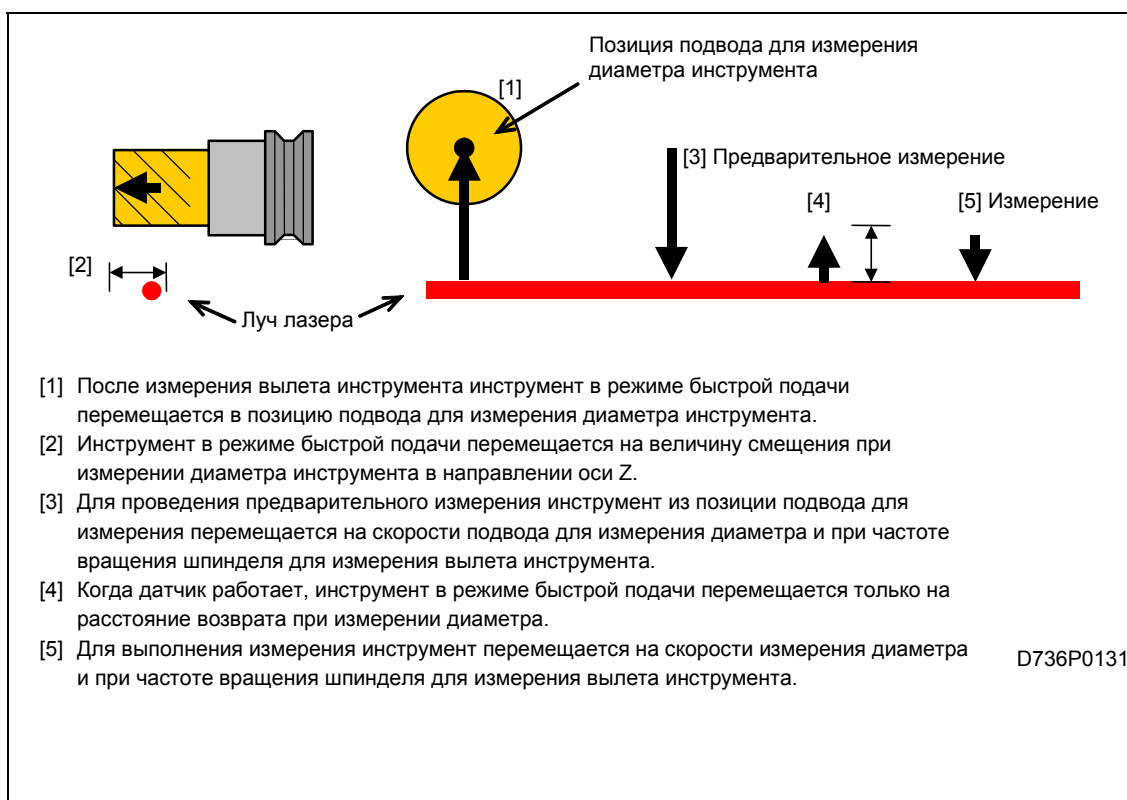 Позиция подвода для измерения
диаметра инструмента
[1]
[3] Предварительное измерение
[4]
[5] Измерение
[2]
Луч лазера
[1] После измерения вылета инструмента инструмент в режиме быстрой подачи
перемещается в позицию подвода для измерения диаметра инструмента.
[2] Инструмент в режиме быстрой подачи перемещается на величину смещения при
измерении диаметра инструмента в направлении оси Z.
[3] Для проведения предварительного измерения инструмент из позиции подвода для
измерения перемещается на скорости подвода для измерения диаметра и при частоте
вращения шпинделя для измерения вылета инструмента.
[4] Когда датчик работает, инструмент в режиме быстрой подачи перемещается только на
расстояние возврата при измерении диаметра.
[5] Для выполнения измерения инструмент перемещается на скорости измерения диаметра
и при частоте вращения шпинделя для измерения вылета инструмента.
D736P0131